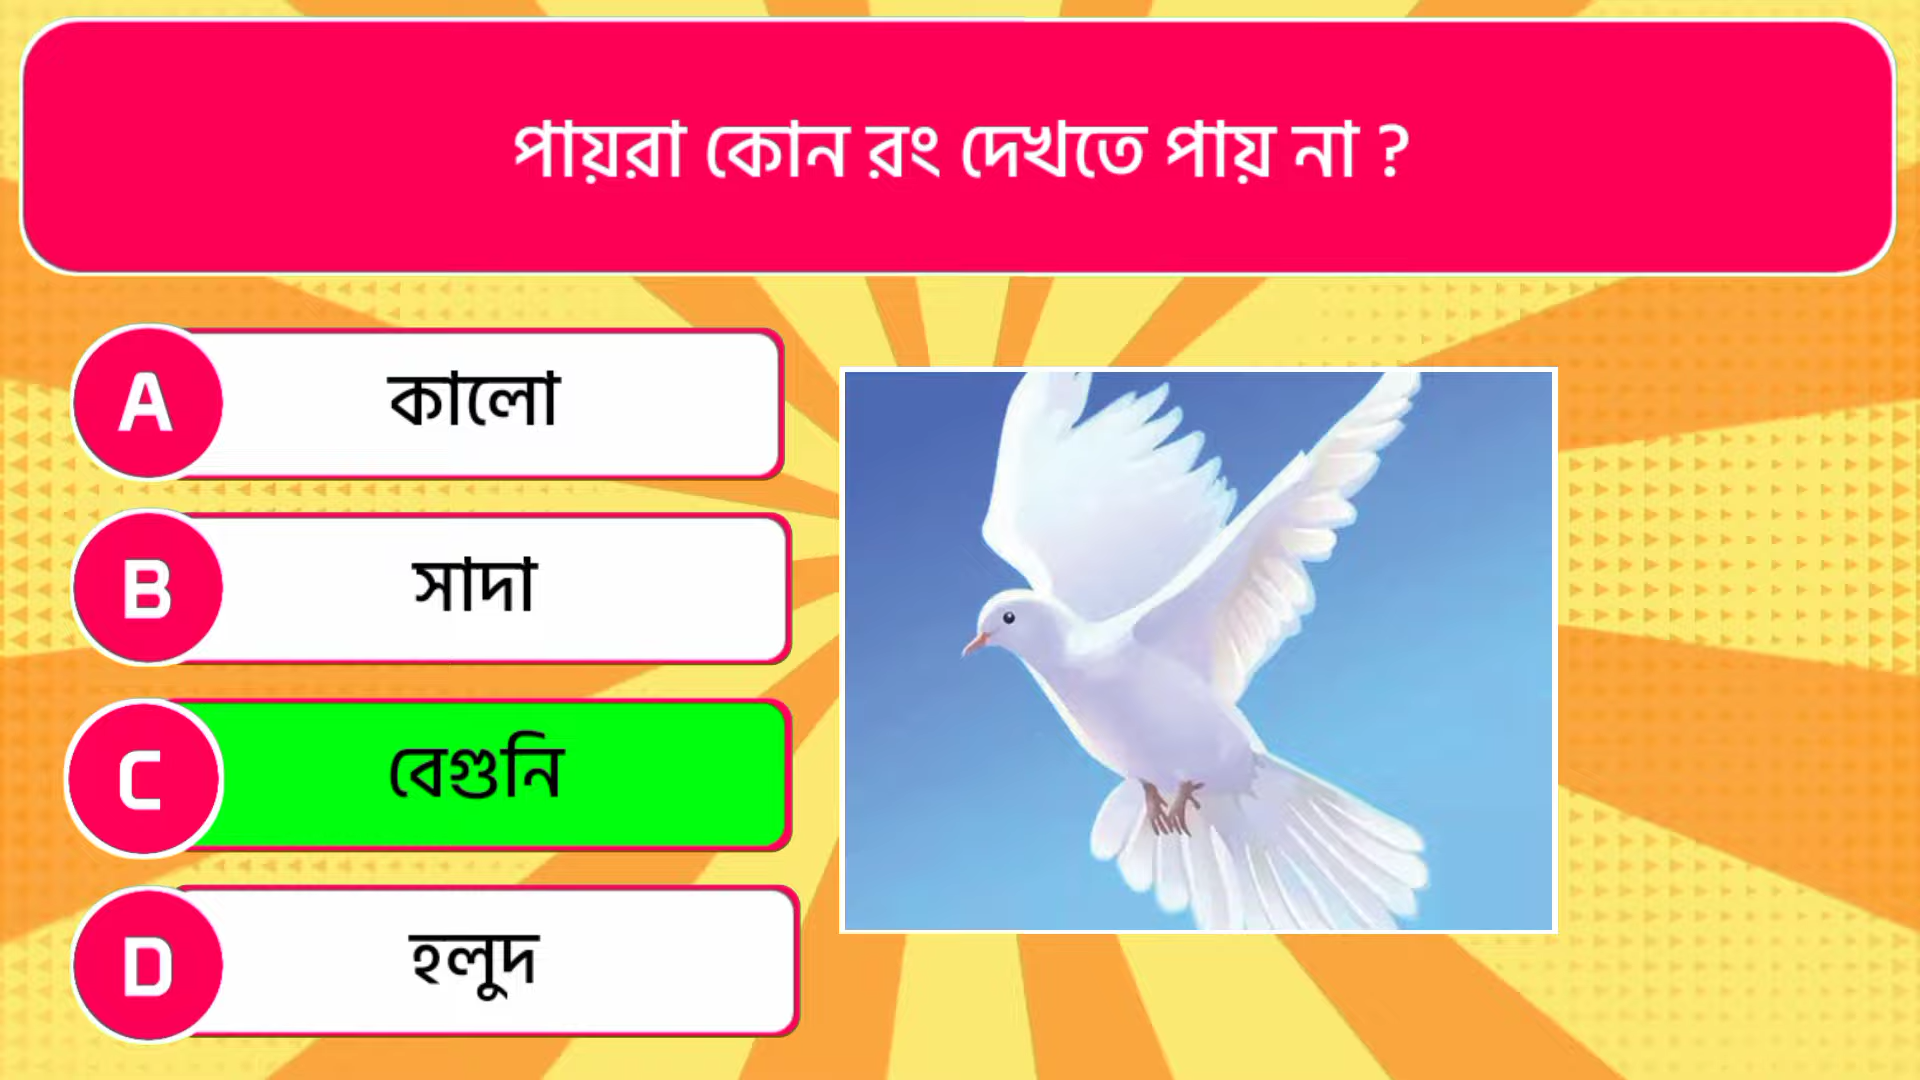 পায়রা কোন রং দেখতে পায় না ?
A কালো
B সাদা
C বেগুনি
D হলুদ